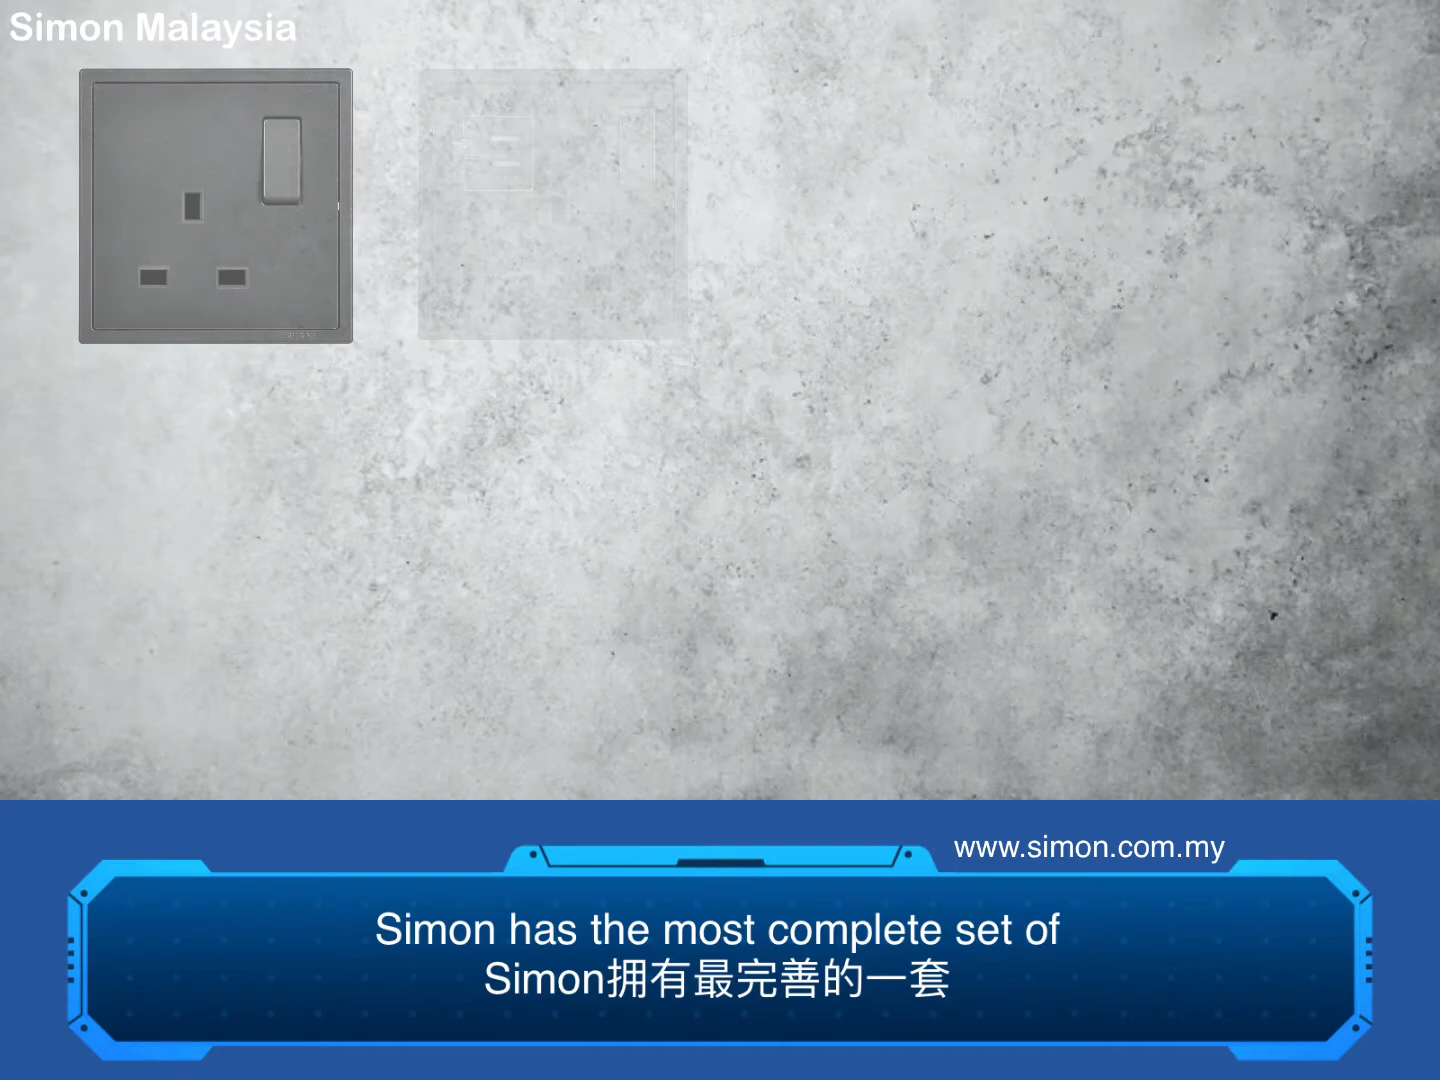 Simon Malaysia
www.simon.com.my
Simon has the most complete set of
Simon拥有最完善的一套